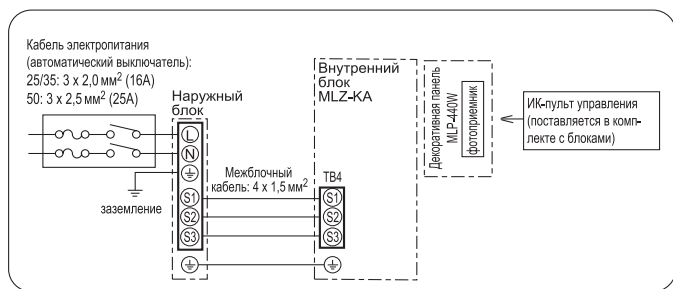 Кабель электропитания
(автоматический выключатель):
25/35: 3 x 2,0 мм² (16А)
50: 3 x 2,5 мм² (25А)
Наружный
блок
L
N
заземление
S1
S2
S3
Межблочный
кабель: 4 x 1,5 мм²
Внутренний
блок
MLZ-KA
TB4
S1
S2
S3
Декоративная панель
MLP-440W
фотоприемник
ИК-пульт управления
(поставляется в комп-
лекте с блоками)